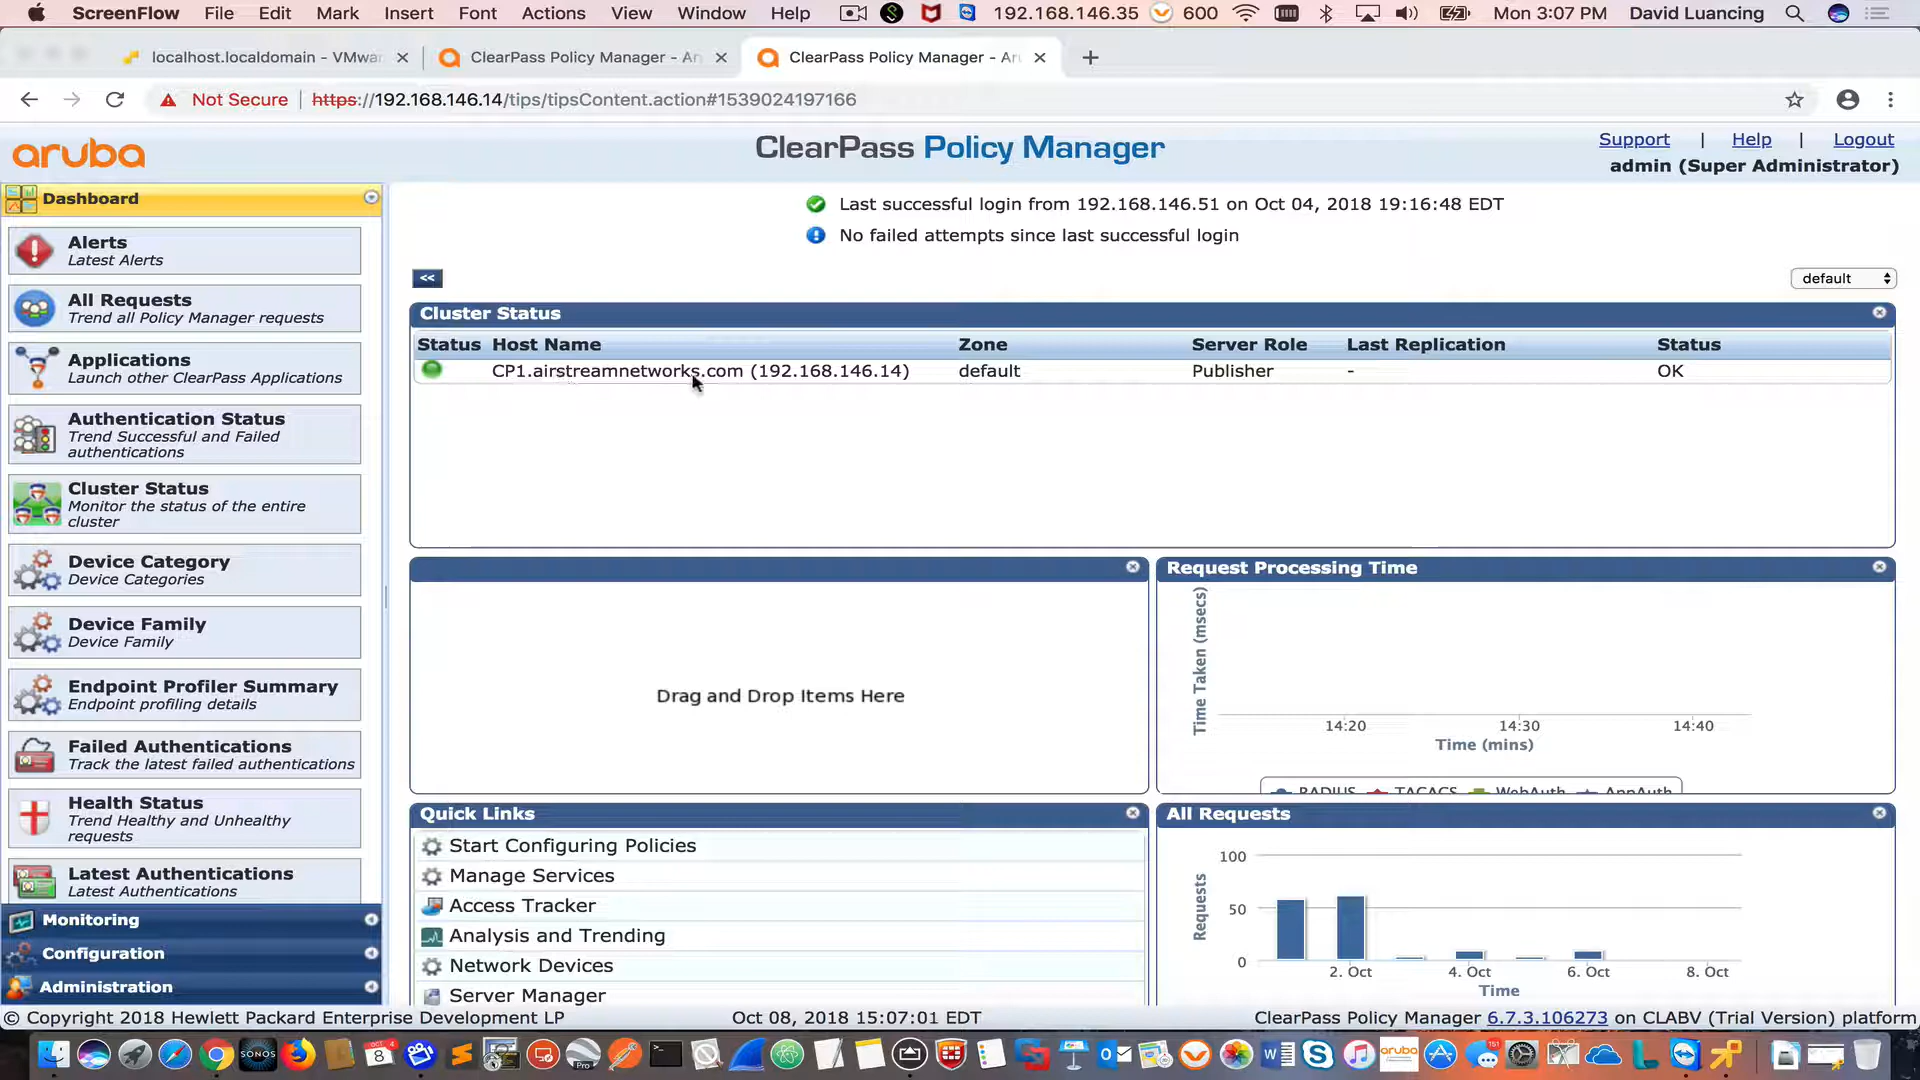 ScreenFlow File Edit Mark Insert Font Actions View Window Help 192.168.146.35 600 Mon 3:07 PM David Luancing
localhost.localdomain - VMwar
ClearPass Policy Manager - Ar
ClearPass Policy Manager - Aru
Not Secure | https://192.168.146.14/tips/tipsContent.action#1539024197166
aruba
ClearPass Policy Manager
Support | Help | Logout
admin (Super Administrator)
Dashboard
Alerts
Latest Alerts
All Requests
Trend all Policy Manager requests
Applications
Launch other ClearPass Applications
Authentication Status
Trend Successful and Failed
authentications
Cluster Status
Monitor the status of the entire
cluster
Device Category
Device Categories
Device Family
Device Family
Endpoint Profiler Summary
Endpoint profiling details
Failed Authentications
Track the latest failed authentications
Health Status
Trend Healthy and Unhealthy
requests
Latest Authentications
Latest Authentications
Monitoring
Configuration
Administration
Last successful login from 192.168.146.51 on Oct 04, 2018 19:16:48 EDT
No failed attempts since last successful login
<<
default
Cluster Status
Status Host Name Zone Server Role Last Replication Status
CP1.airstreamnetworks.com (192.168.146.14) default Publisher - OK
Drag and Drop Items Here
Request Processing Time
Time Taken (msecs)
14:20 14:30 14:40
Time (mins)
RADIUS TACACS WebAuth AppAuth
Quick Links
Start Configuring Policies
Manage Services
Access Tracker
Analysis and Trending
Network Devices
Server Manager
All Requests
Requests
100
50
0
2. Oct 4. Oct 6. Oct 8. Oct
Time
© Copyright 2018 Hewlett Packard Enterprise Development LP
Oct 08, 2018 15:07:01 EDT
ClearPass Policy Manager 6.7.3.106273 on CLABV (Trial Version) platform
SONOS
8
Pro
151
aruba